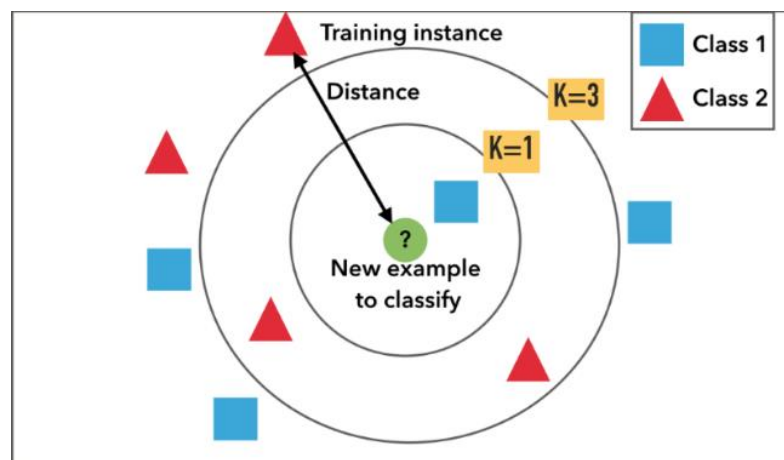 Training instance
Class 1
Distance
K=3
Class 2
K=1
?
New example
to classify